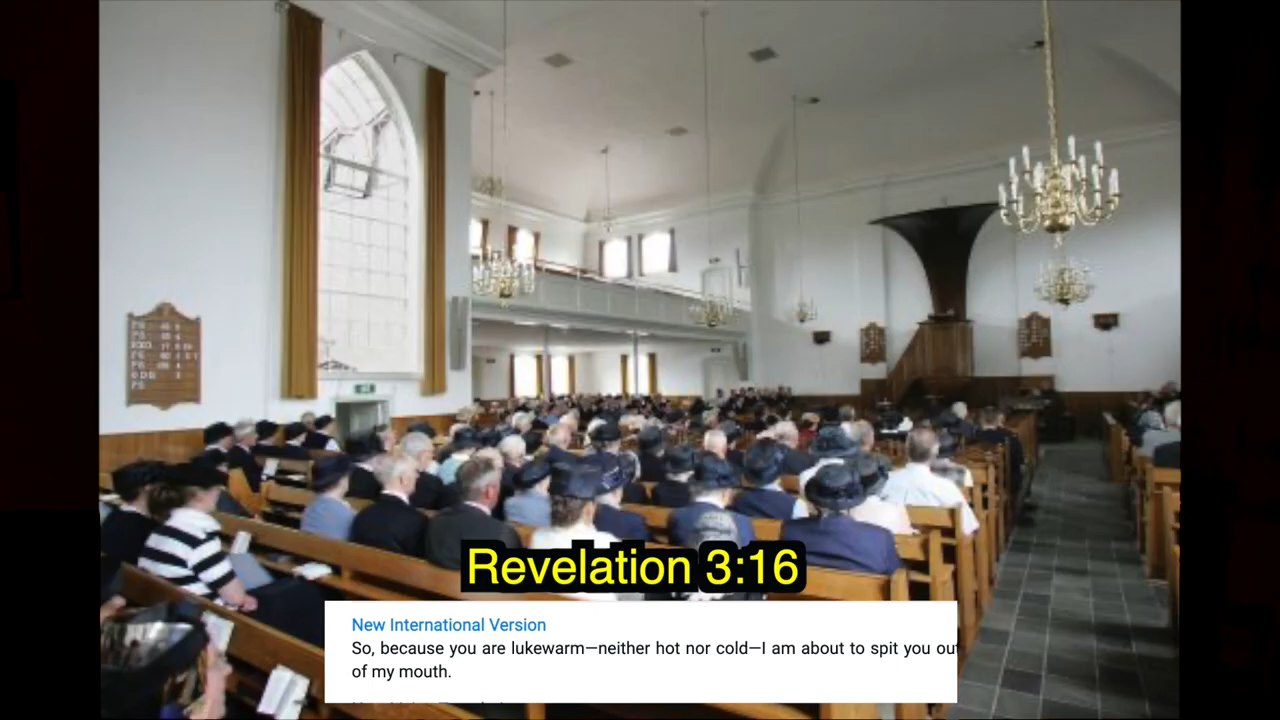 Revelation 3:16
New International Version
So, because you are lukewarm—neither hot nor cold—I am about to spit you out
of my mouth.